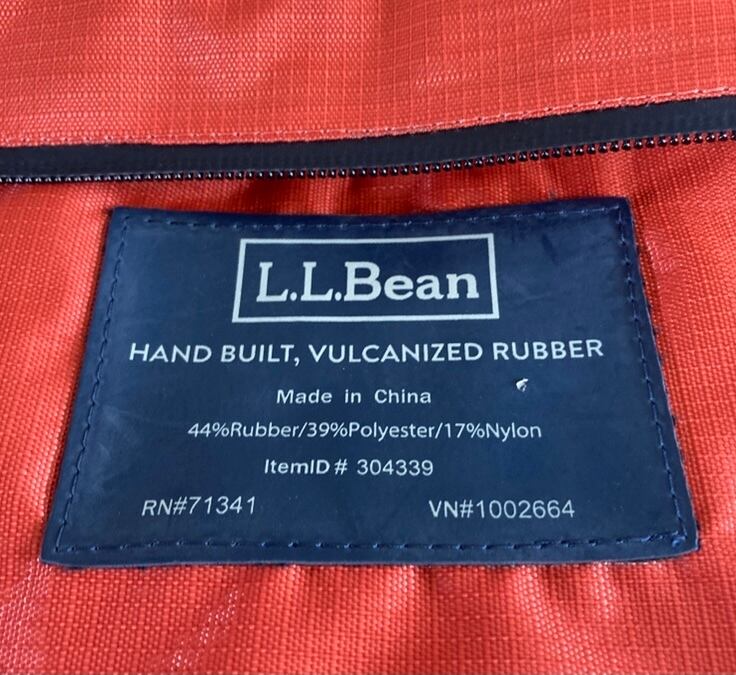 L.L.Bean
HAND BUILT, VULCANIZED RUBBER
Made in China
44%Rubber/39%Polyester/17%Nylon
ItemID# 304339
RN#71341 VN#1002664